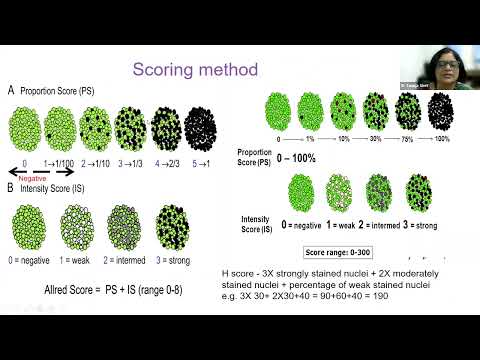 Scoring method
A Proportion Score (PS)
0 1→1/100 2→1/10 3→1/3 4→2/3 5→1
Negative
B Intensity Score (IS)
0 = negative 1 = weak 2 = intermed 3 = strong
Allred Score = PS + IS (range 0-8)
0 1% 10% 30% 75% 100%
Proportion
Score (PS) 0 – 100%
Intensity
Score (IS) 0 = negative 1 = weak 2 = intermed 3 = strong
Score range: 0-300
H score - 3X strongly stained nuclei + 2X moderately
stained nuclei + percentage of weak stained nuclei
e.g. 3X 30+ 2X30+40 = 90+60+40 = 190